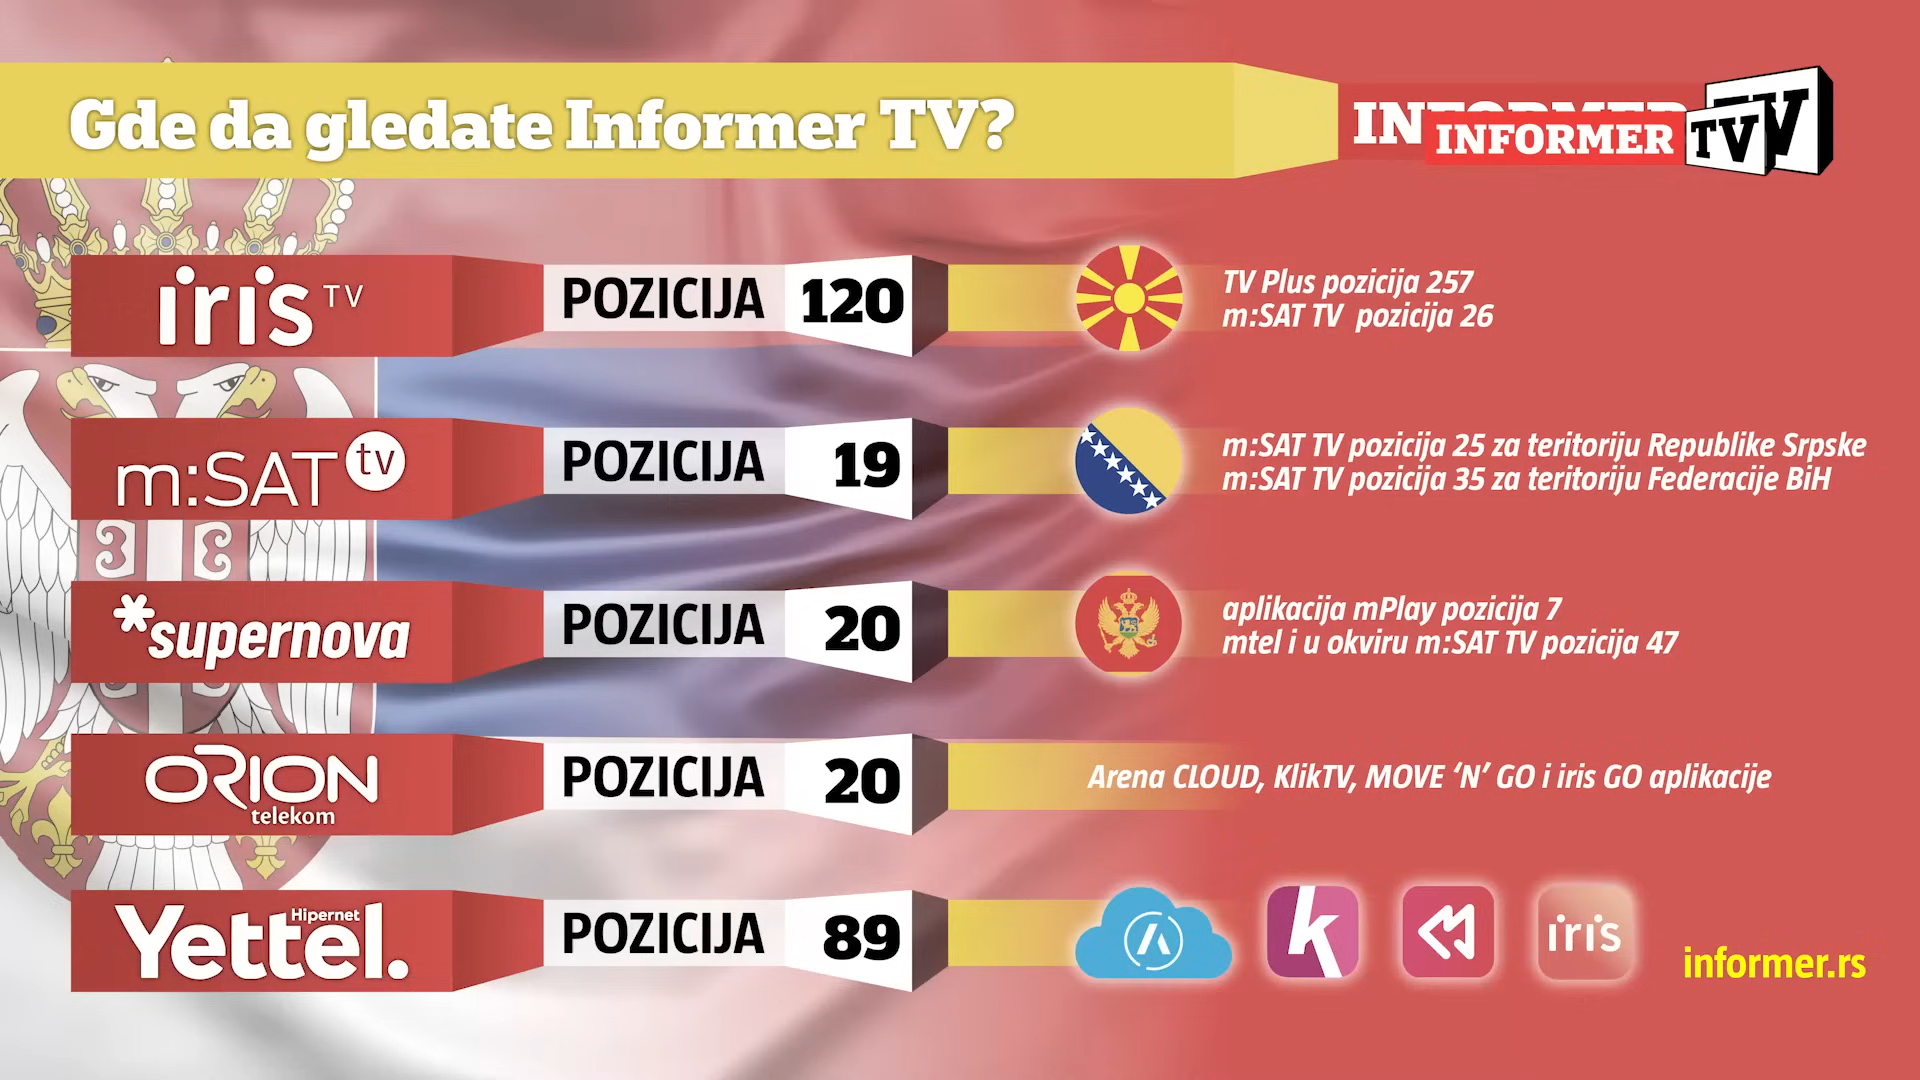 Gde da gledate Informer TV?
INFORMER TV
INFORMER TV
iris TV
POZICIJA 120
TV Plus pozicija 257
m:SAT TV pozicija 26
m:SAT tv
POZICIJA 19
m:SAT TV pozicija 25 za teritoriju Republike Srpske
m:SAT TV pozicija 35 za teritoriju Federacije BiH
*supernova
POZICIJA 20
aplikacija mPlay pozicija 7
mtel i u okviru m:SAT TV pozicija 47
ORION
telekom
POZICIJA 20
Arena CLOUD, KlikTV, MOVE ‘N’ GO i iris GO aplikacije
Hipernet
Yettel.
POZICIJA 89
k
iris
informer.rs